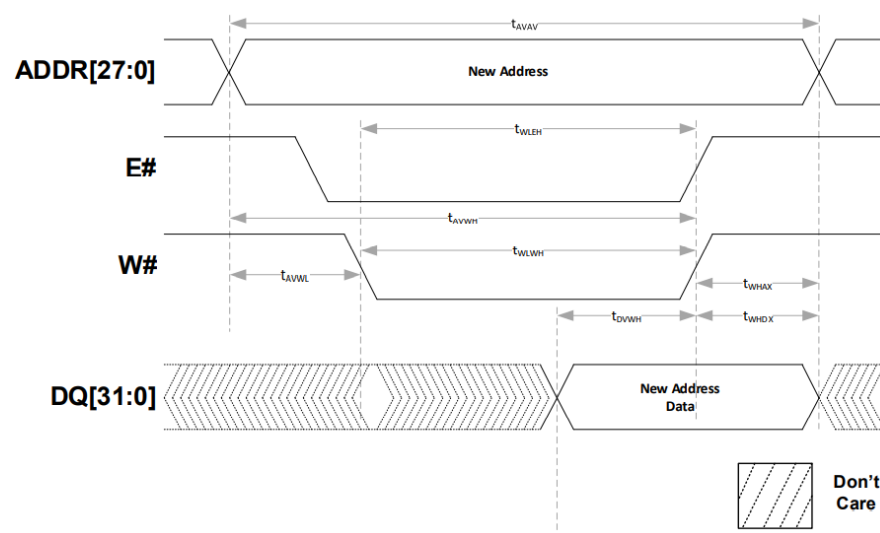 tAVAV
ADDR[27:0]
New Address
tWLEH
E#
tAVWH
W#
tWLWH
tAVWL
tWHAX
tDVWH
tWHDX
DQ[31:0]
New Address
Data
Don't
Care